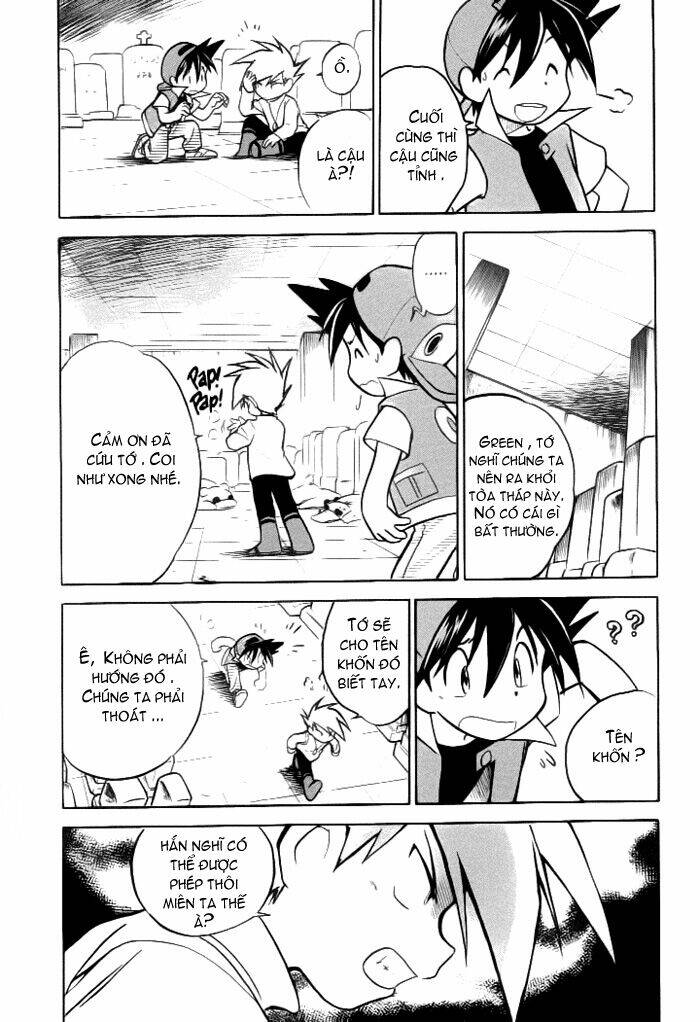 Cuối
cùng thì
cậu cũng
tỉnh .
Ồ.
Là cậu
à?!
Green , tớ
nghĩ chúng ta
nên ra khỏi
tòa tháp này.
Nó có cái gì
bất thường.
......
Pap!
Pap!
Cảm ơn đã
cứu tớ . Coi
như xong nhé.
? ?
Tên
khốn ?
Tớ sẽ
cho tên
khốn đó
biết tay.
Ê, Không phải
hướng đó .
Chúng ta phải
thoát ...
Hắn nghĩ có
thể được
phép thôi
miên ta thế
à?